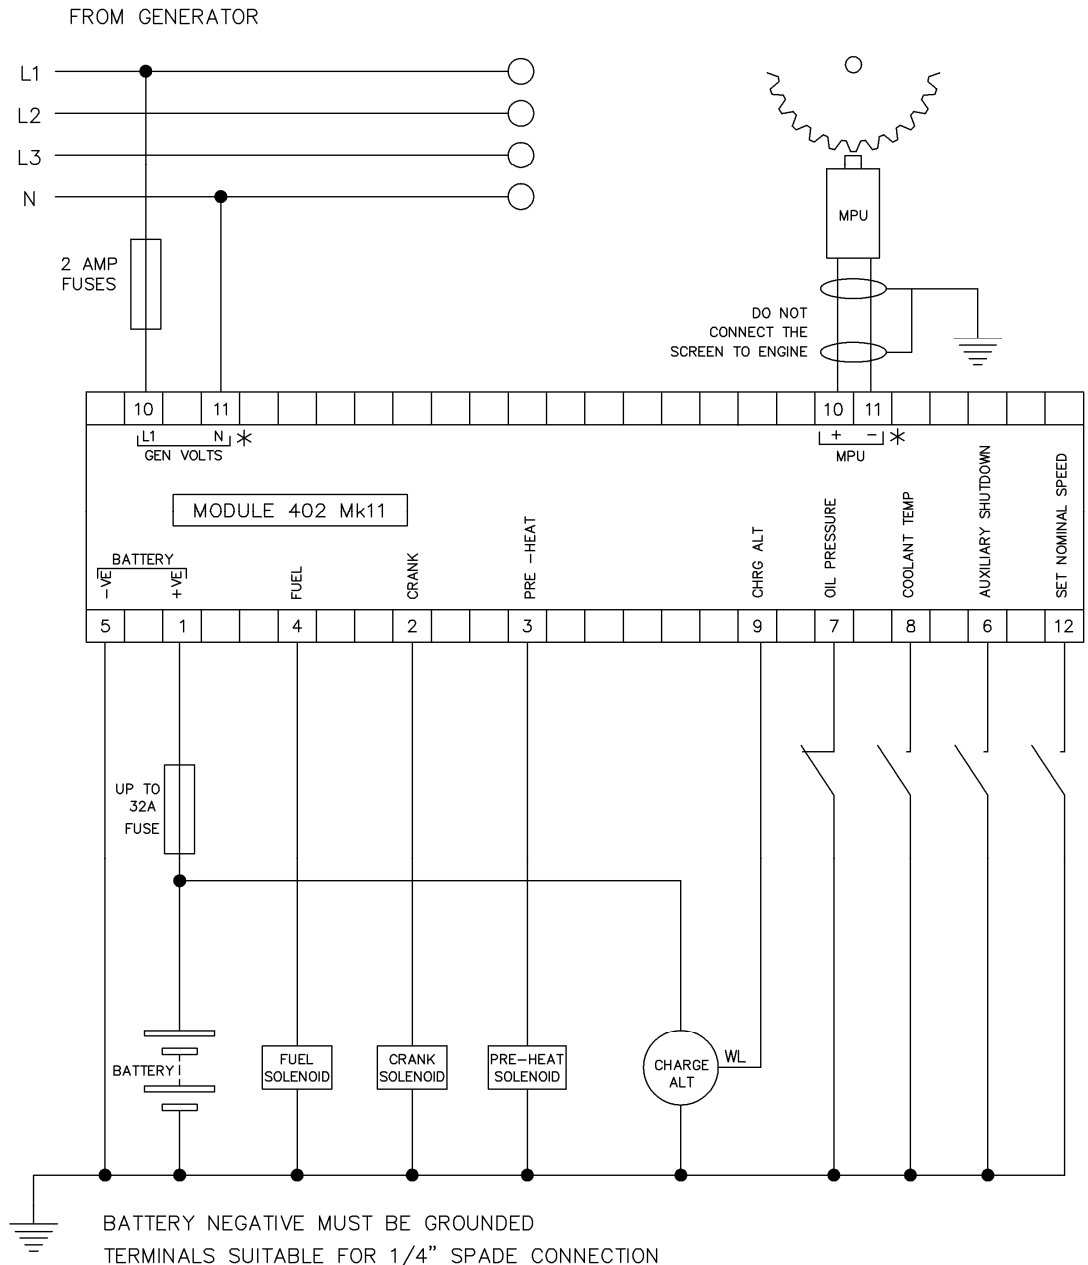 FROM GENERATOR
L1
L2
L3
N
2 AMP
FUSES
MPU
DO NOT
CONNECT THE
SCREEN TO ENGINE
10
11
10
11
L1
N
*
GEN VOLTS
+
-
*
MPU
MODULE 402 Mk11
BATTERY
-VE
+VE
FUEL
CRANK
PRE -HEAT
CHRG ALT
OIL PRESSURE
COOLANT TEMP
AUXILIARY SHUTDOWN
SET NOMINAL SPEED
5
1
4
2
3
9
7
8
6
12
UP TO
32A
FUSE
BATTERY
FUEL
SOLENOID
CRANK
SOLENOID
PRE-HEAT
SOLENOID
CHARGE
ALT
WL
BATTERY NEGATIVE MUST BE GROUNDED
TERMINALS SUITABLE FOR 1/4" SPADE CONNECTION